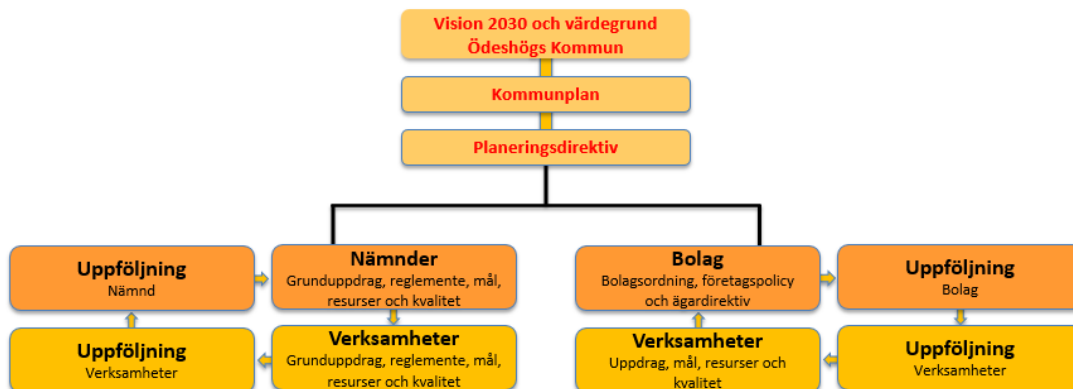 Vision 2030 och värdegrund
Ödeshögs Kommun
Kommunplan
Planeringsdirektiv
Uppföljning
Nämnd
Nämnder
Grunduppdrag, reglemente, mål,
resurser och kvalitet
Bolag
Bolagsordning, företagspolicy
och ägardirektiv
Uppföljning
Bolag
Uppföljning
Verksamheter
Verksamheter
Grunduppdrag, reglemente, mål,
resurser och kvalitet
Verksamheter
Uppdrag, mål, resurser och
kvalitet
Uppföljning
Verksamheter